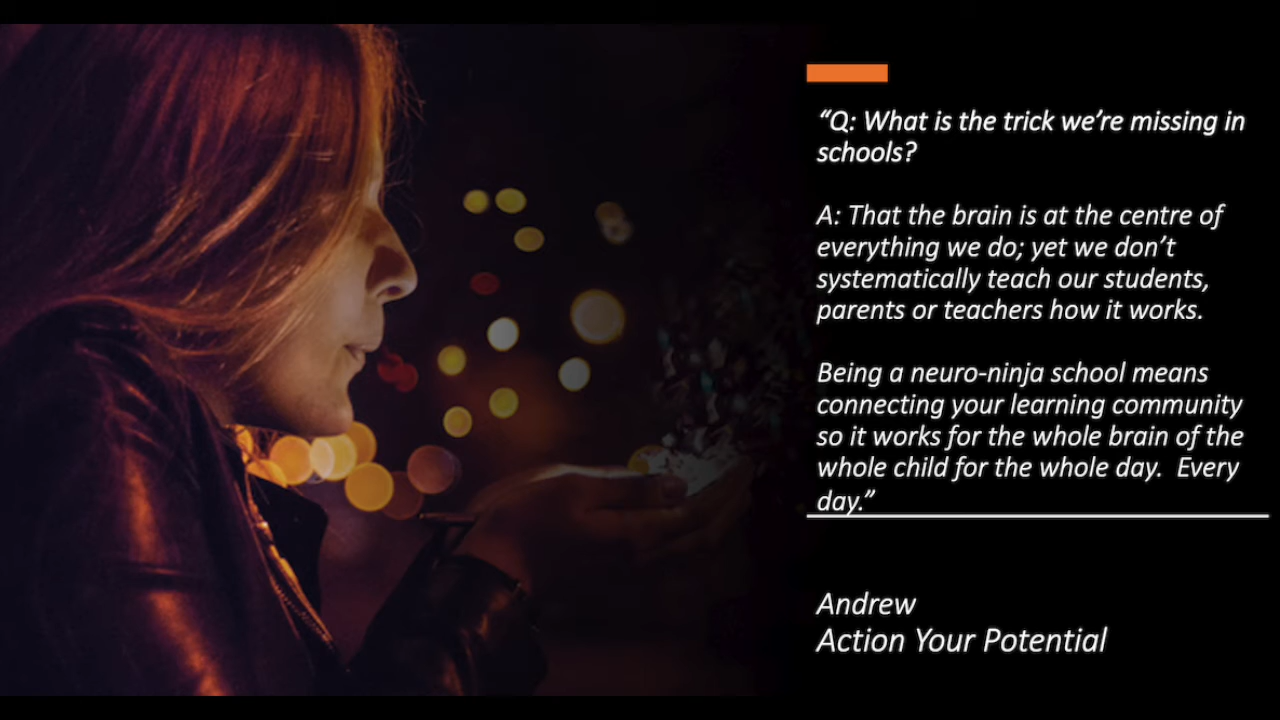 “Q: What is the trick we’re missing in
schools?
A: That the brain is at the centre of
everything we do; yet we don’t
systematically teach our students,
parents or teachers how it works.
Being a neuro-ninja school means
connecting your learning community
so it works for the whole brain of the
whole child for the whole day.  Every
day.”
Andrew
Action Your Potential